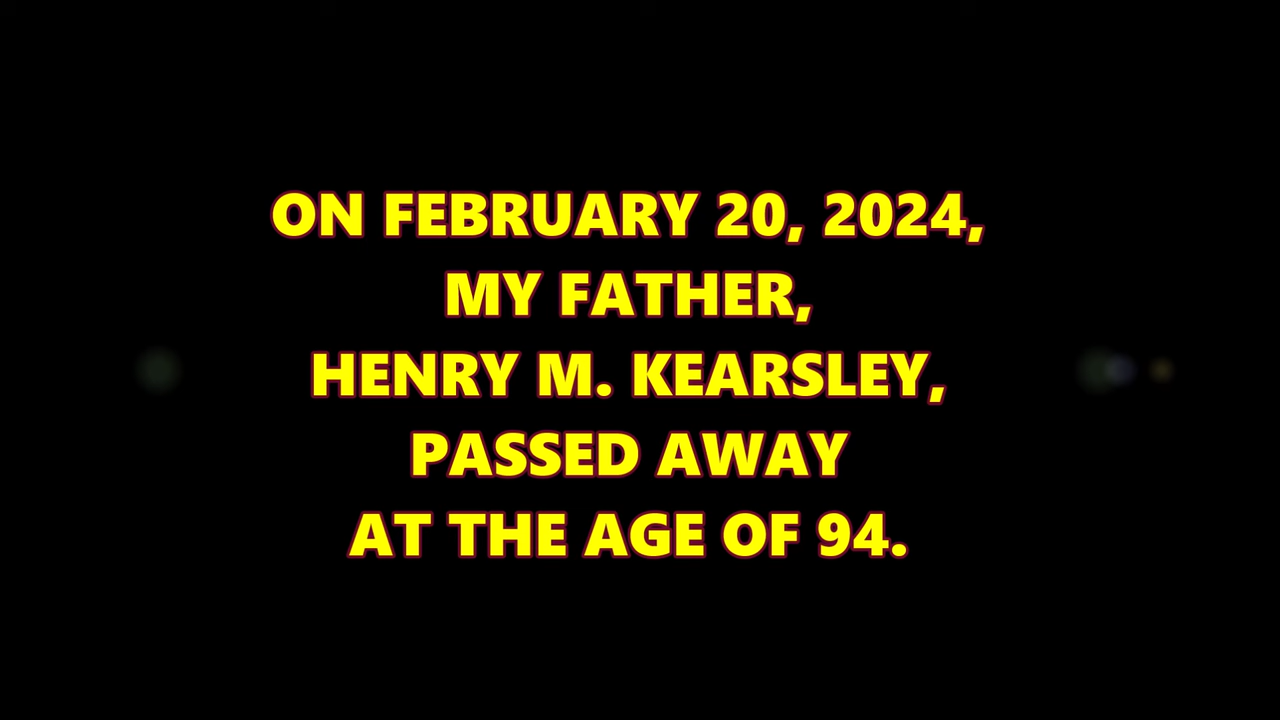 ON FEBRUARY 20, 2024,
MY FATHER,
HENRY M. KEARSLEY,
PASSED AWAY
AT THE AGE OF 94.